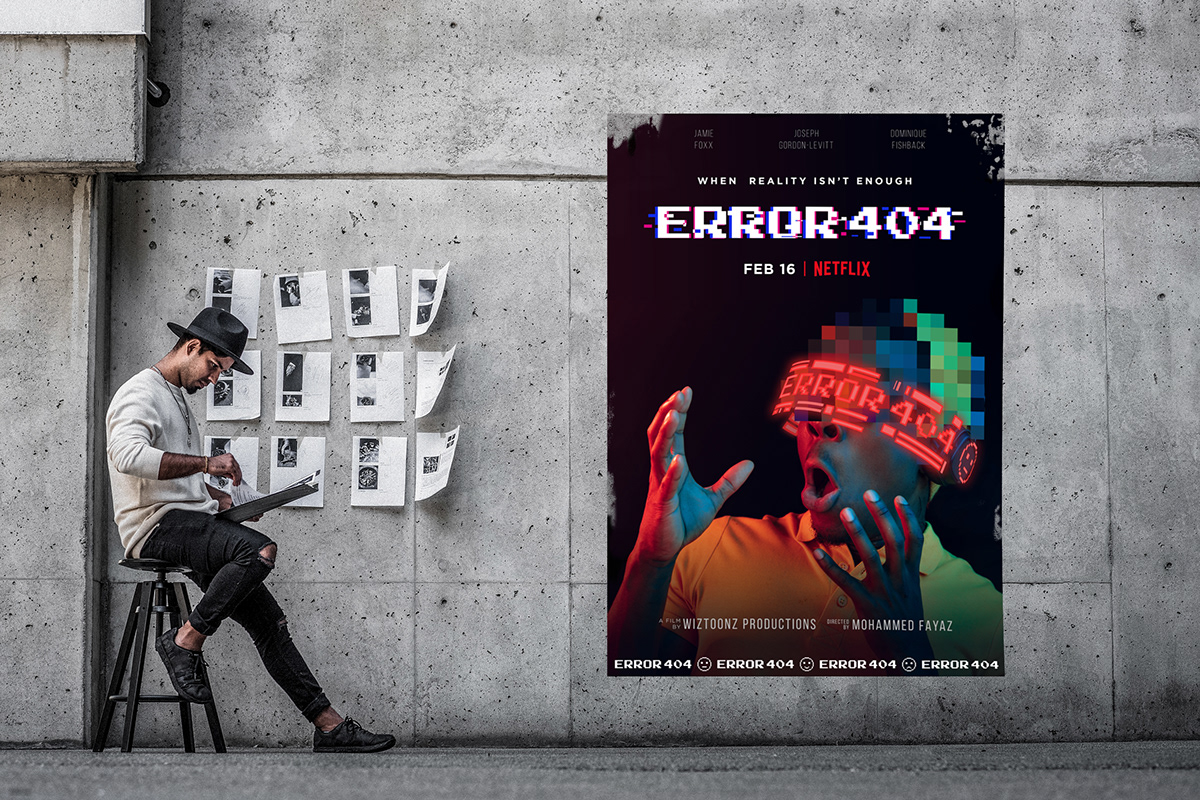 JAMIE
FOXX
JOSEPH
GORDON-LEVITT
DOMINIQUE
FISHBACK
WHEN REALITY ISN'T ENOUGH
ERROR 404
FEB 16 | NETFLIX
ERROR 404
A FILM BY WIZTOONZ PRODUCTIONS
DIRECTED BY MOHAMMED FAYAZ
ERROR 404 ERROR 404 ERROR 404 ERROR 404